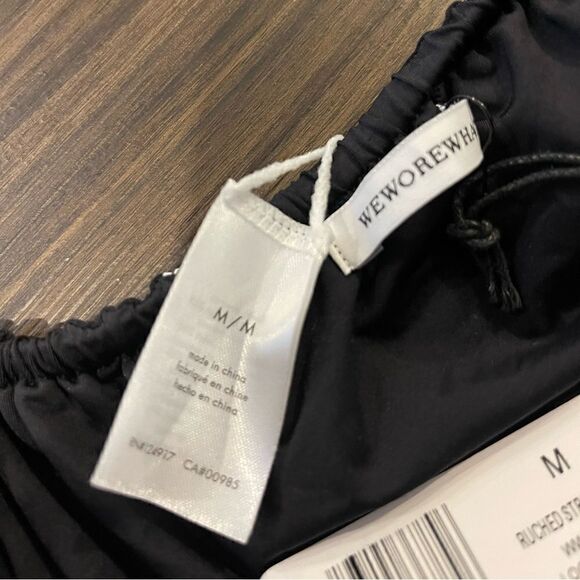 WEWOREWHA
M/M
made in china
fabriqué en chine
hecho en china
RN#124917 CA#00985
M
RUCHED STR